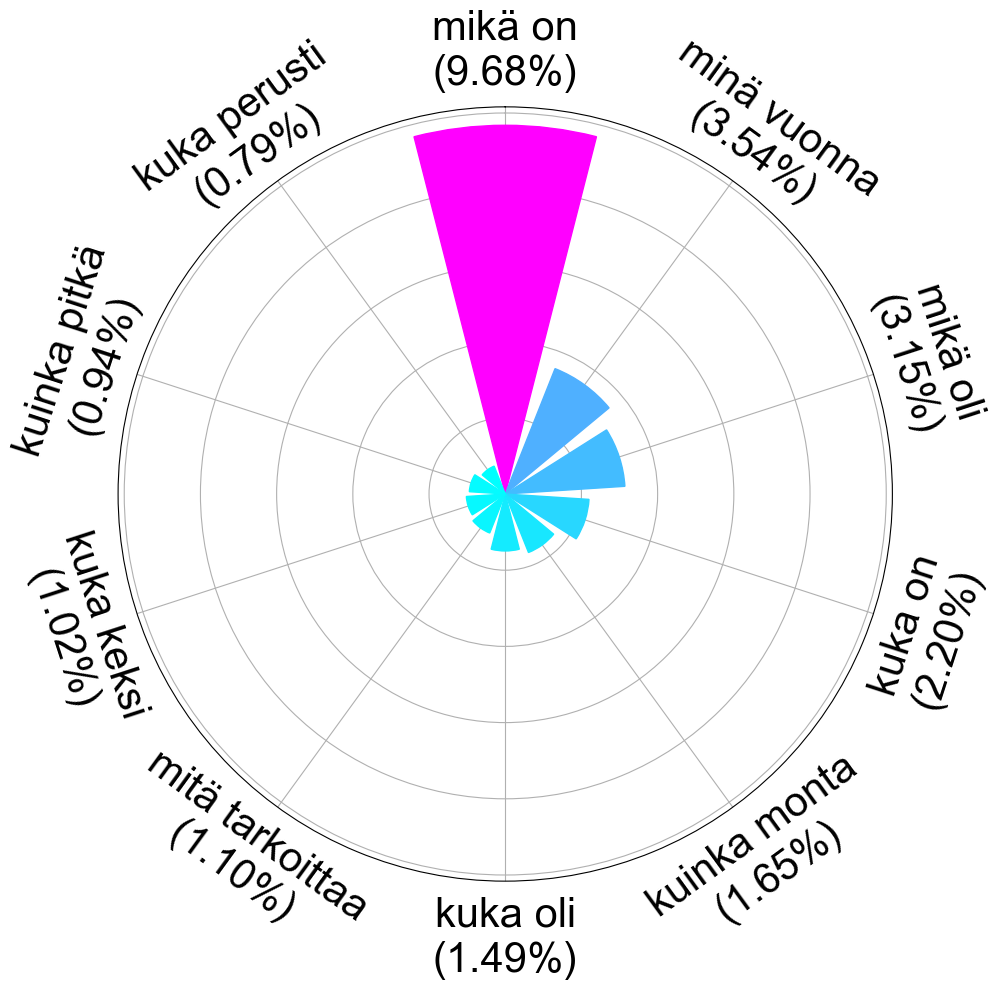 mikä on
(9.68%)
minä vuonna
(3.54%)
mikä oli
(3.15%)
kuka on
(2.20%)
kuinka monta
(1.65%)
kuka oli
(1.49%)
mitä tarkoittaa
(1.10%)
kuka keksi
(1.02%)
kuinka pitkä
(0.94%)
kuka perusti
(0.79%)